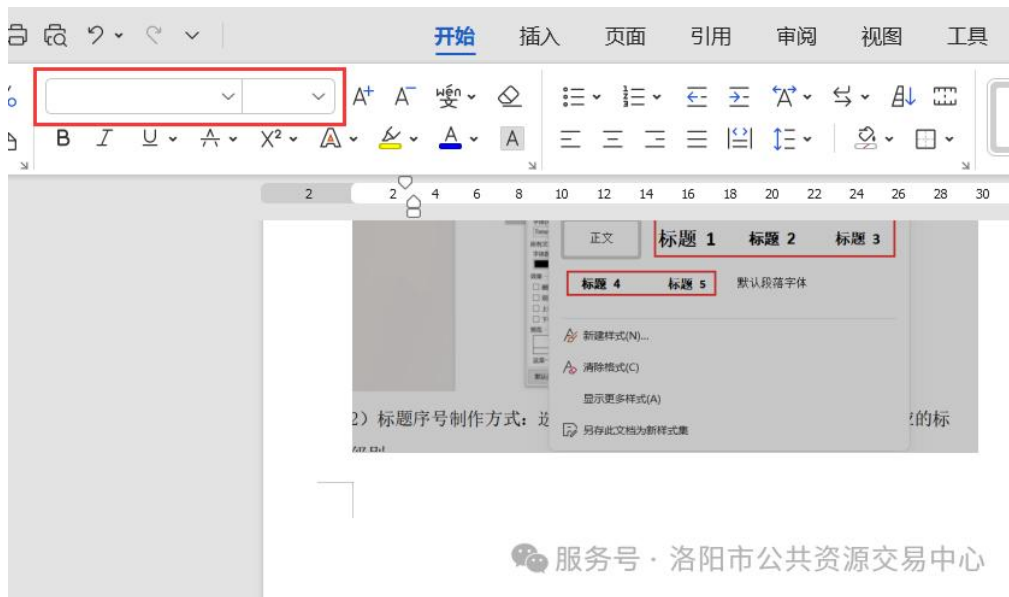 开始 插入 页面 引用 审阅 视图 工具
A+ A- wén 变
B I U A X² A A A
2 2 4 6 8 10 12 14 16 18 20 22 24 26 28 30
正文 标题 1 标题 2 标题 3
标题 4 标题 5 默认段落字体
新建样式(N)...
清除格式(C)
显示更多样式(A)
2）标题序号制作方式：选 的标
另存此文档为新样式集
服务号 · 洛阳市公共资源交易中心